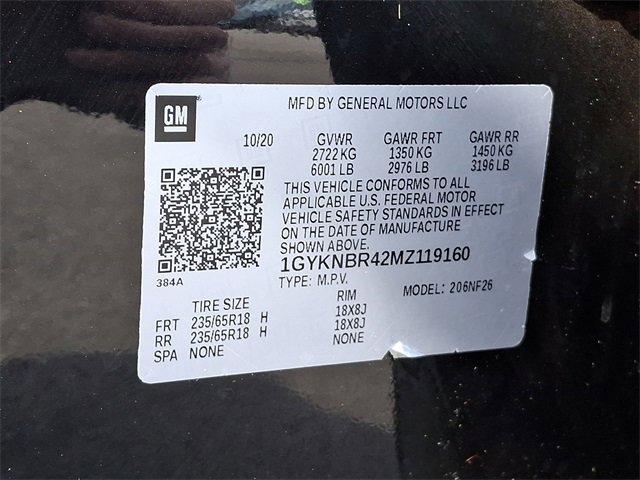 GM
MFD BY GENERAL MOTORS LLC
10/20 GVWR GAWR FRT GAWR RR
2722 KG 1350 KG 1450 KG
6001 LB 2976 LB 3196 LB
THIS VEHICLE CONFORMS TO ALL
APPLICABLE U.S. FEDERAL MOTOR
VEHICLE SAFETY STANDARDS IN EFFECT
ON THE DATE OF MANUFACTURE
SHOWN ABOVE.
1GYKNBR42MZ119160
384A
TYPE: M.P.V. MODEL: 206NF26
TIRE SIZE RIM
FRT 235/65R18 H 18X8J
RR 235/65R18 H 18X8J
SPA NONE NONE